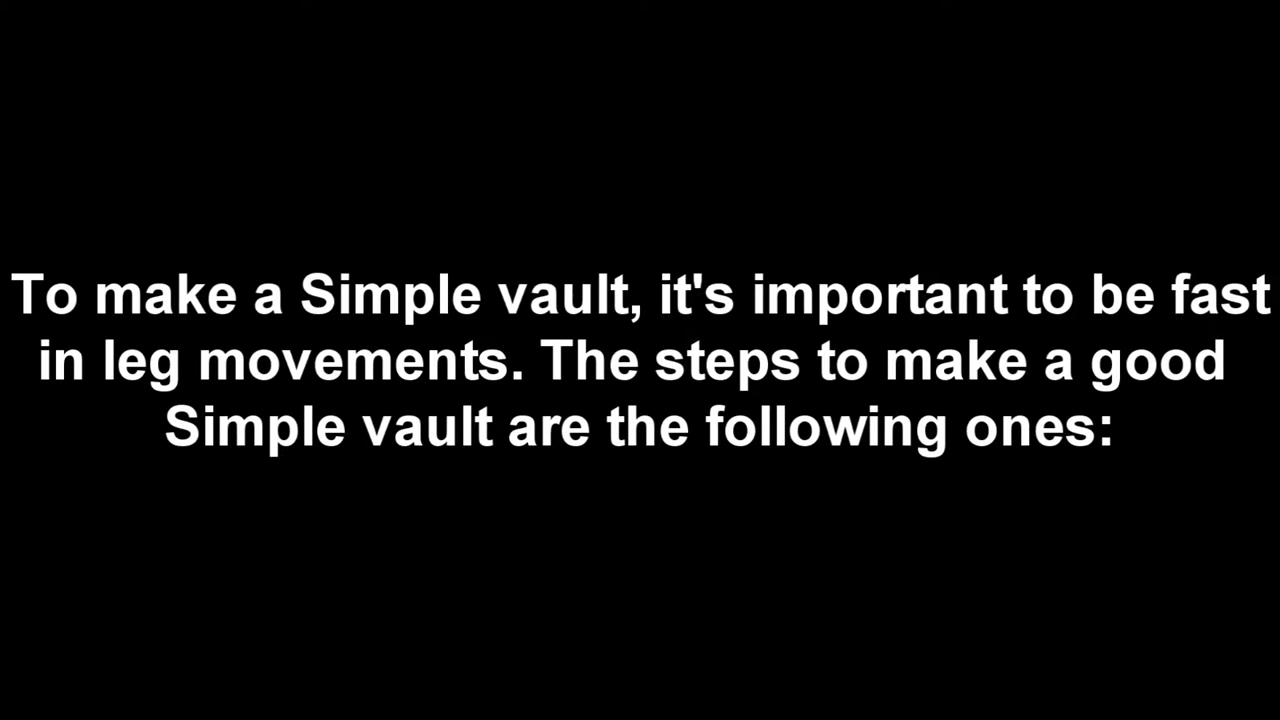 To make a Simple vault, it's important to be fast
in leg movements. The steps to make a good
Simple vault are the following ones: